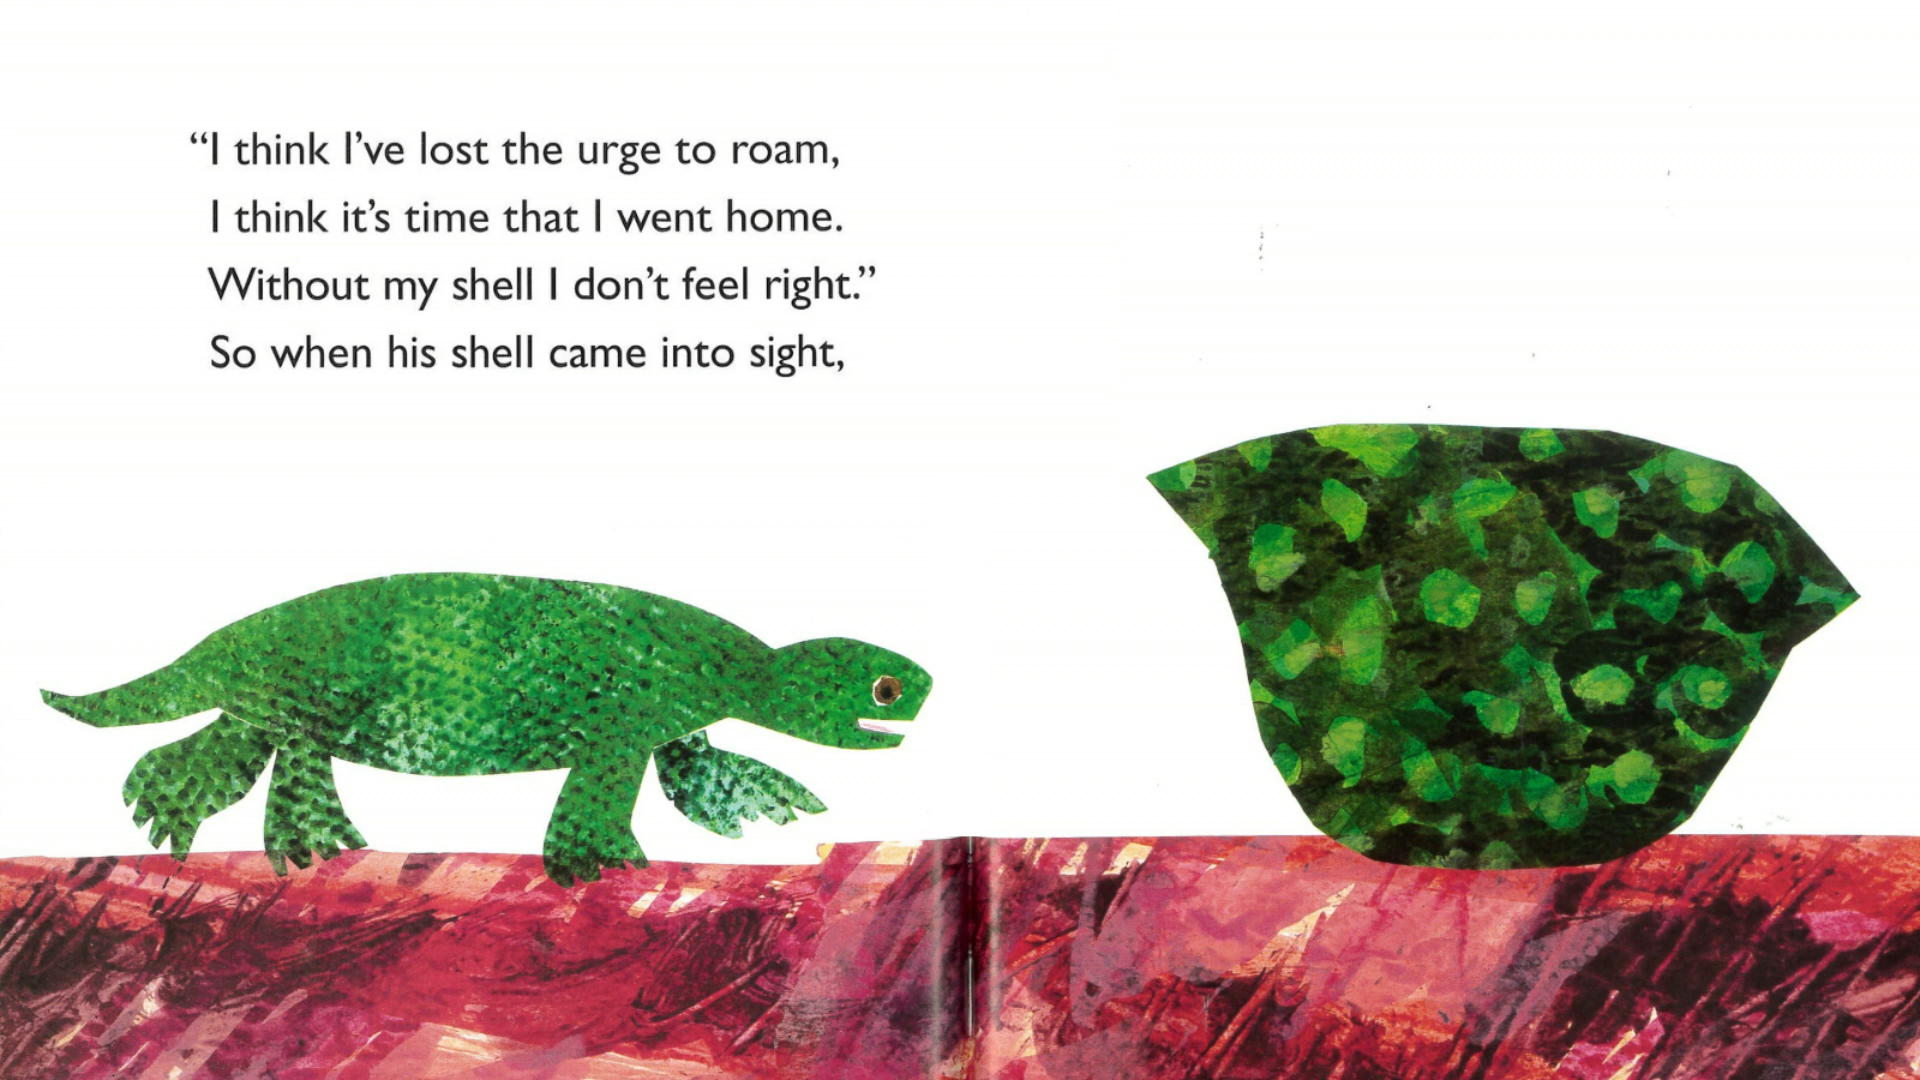 “I think I’ve lost the urge to roam,
I think it’s time that I went home.
Without my shell I don’t feel right.”
So when his shell came into sight,